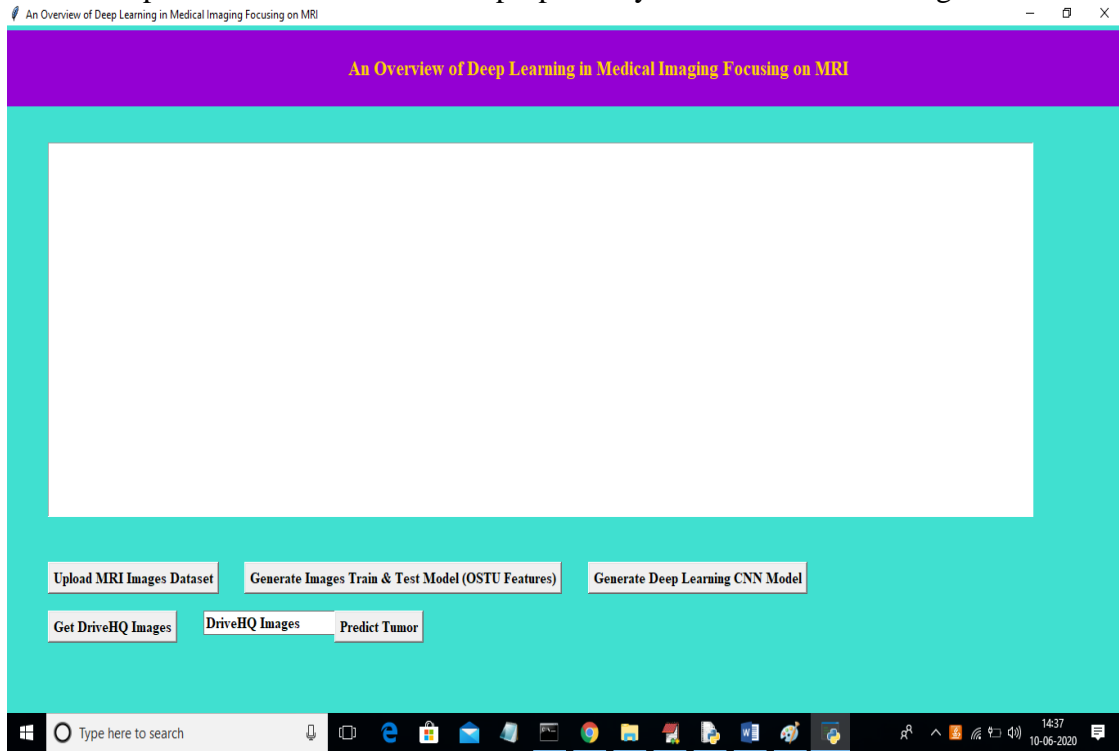 An Overview of Deep Learning in Medical Imaging Focusing on MRI
An Overview of Deep Learning in Medical Imaging Focusing on MRI
Upload MRI Images Dataset
Generate Images Train & Test Model (OSTU Features)
Generate Deep Learning CNN Model
Get DriveHQ Images
DriveHQ Images
Predict Tumor
Type here to search
14:37
10-06-2020